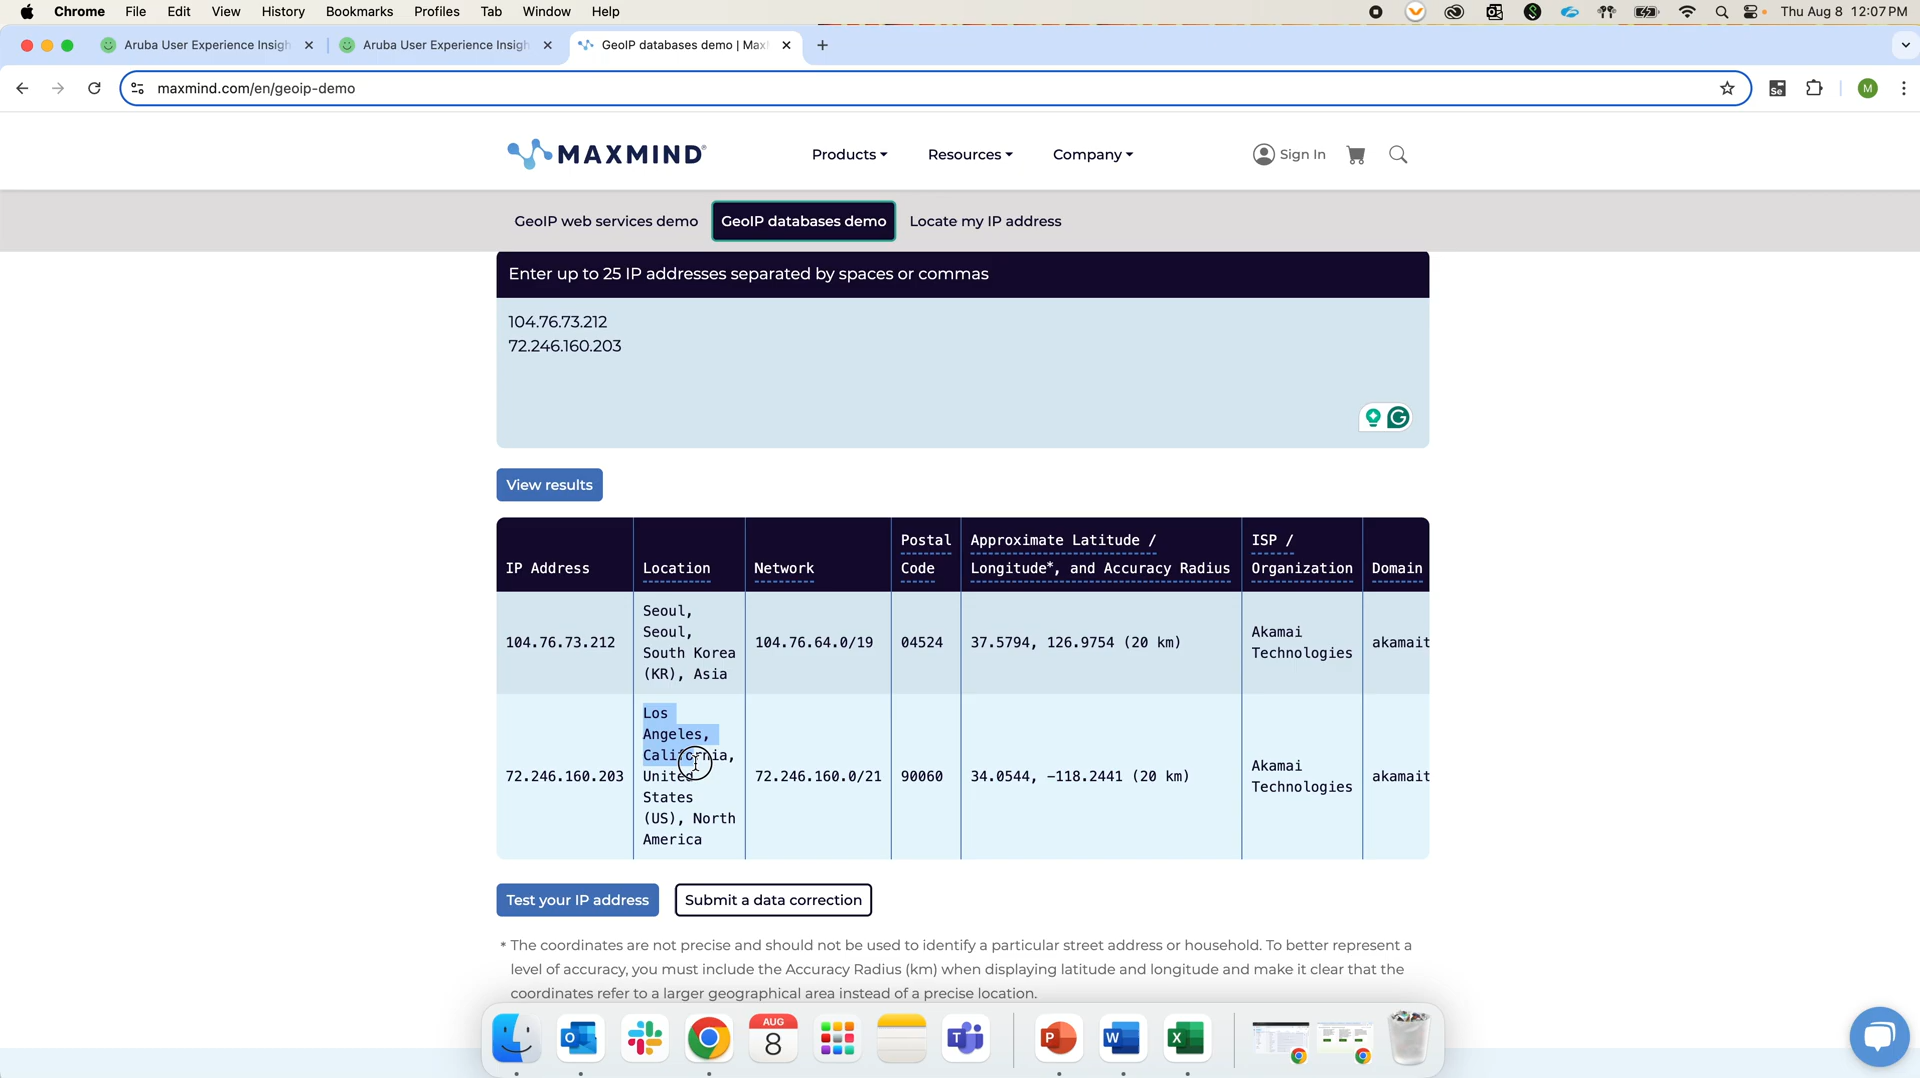 Chrome File Edit View History Bookmarks Profiles Tab Window Help Thu Aug 8 12:07 PM
Aruba User Experience Insigh Aruba User Experience Insigh GeoIP databases demo | Max
maxmind.com/en/geoip-demo Se M
MAXMIND Products Resources Company Sign In
GeoIP web services demo GeoIP databases demo Locate my IP address
Enter up to 25 IP addresses separated by spaces or commas
104.76.73.212
72.246.160.203
View results
IP Address Location Network Postal Code Approximate Latitude / Longitude*, and Accuracy Radius ISP / Organization Domain
104.76.73.212 Seoul, Seoul, South Korea (KR), Asia 104.76.64.0/19 04524 37.5794, 126.9754 (20 km) Akamai Technologies akamait
72.246.160.203 Los Angeles, California, United States (US), North America 72.246.160.0/21 90060 34.0544, -118.2441 (20 km) Akamai Technologies akamait
Test your IP address Submit a data correction
* The coordinates are not precise and should not be used to identify a particular street address or household. To better represent a
level of accuracy, you must include the Accuracy Radius (km) when displaying latitude and longitude and make it clear that the
coordinates refer to a larger geographical area instead of a precise location.
AUG
8